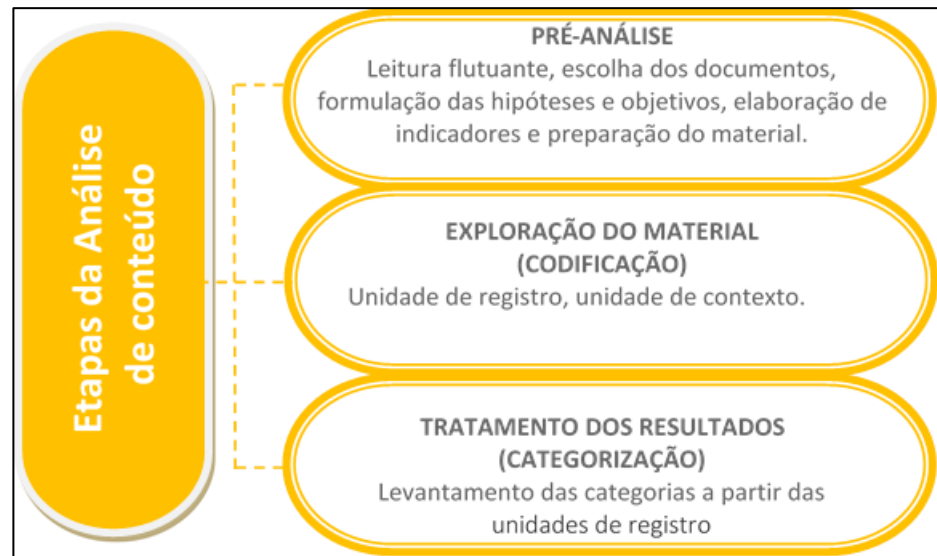 Etapas da Análise
de conteúdo
PRÉ-ANÁLISE
Leitura flutuante, escolha dos documentos,
formulação das hipóteses e objetivos, elaboração de
indicadores e preparação do material.
EXPLORAÇÃO DO MATERIAL
(CODIFICAÇÃO)
Unidade de registro, unidade de contexto.
TRATAMENTO DOS RESULTADOS
(CATEGORIZAÇÃO)
Levantamento das categorias a partir das
unidades de registro